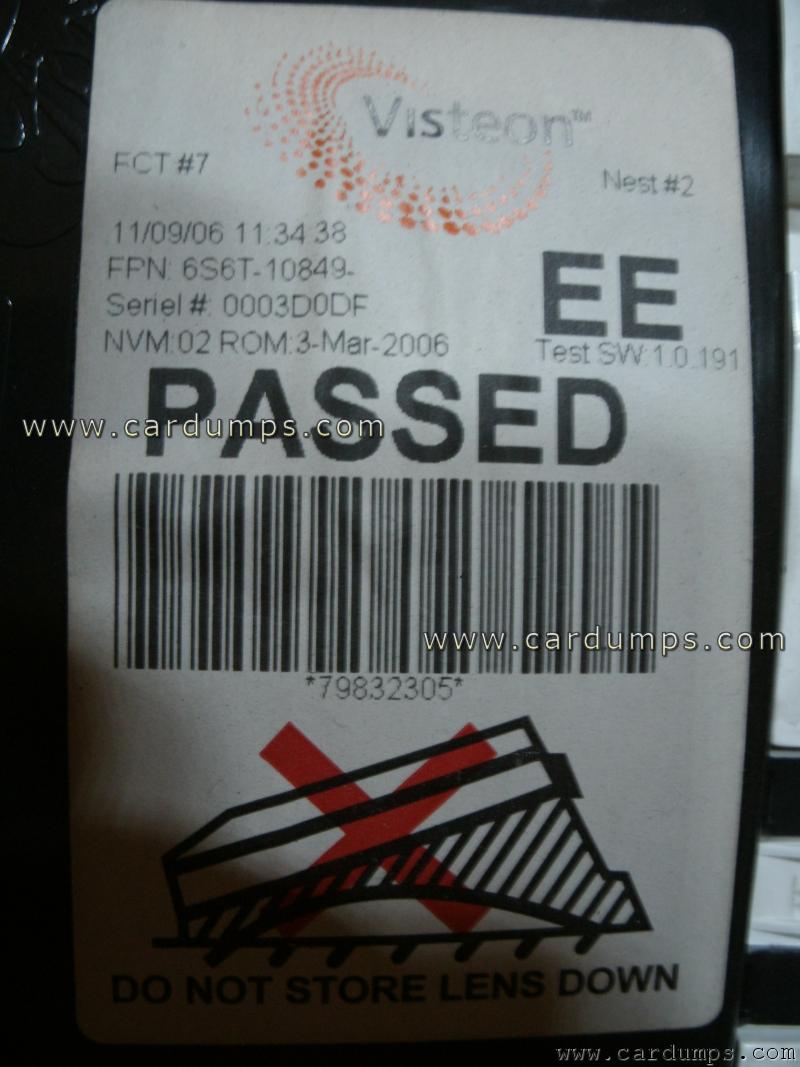 Visteon™
FCT #7
Nest #2
11/09/06 11:34:38
FPN: 6S6T-10849-
EE
Seriel #: 0003D0DF
NVM:02 ROM:3-Mar-2006
Test SW:1.0.191
PASSED
www.cardumps.com
www.cardumps.com
*79832305*
DO NOT STORE LENS DOWN
www.cardumps.com